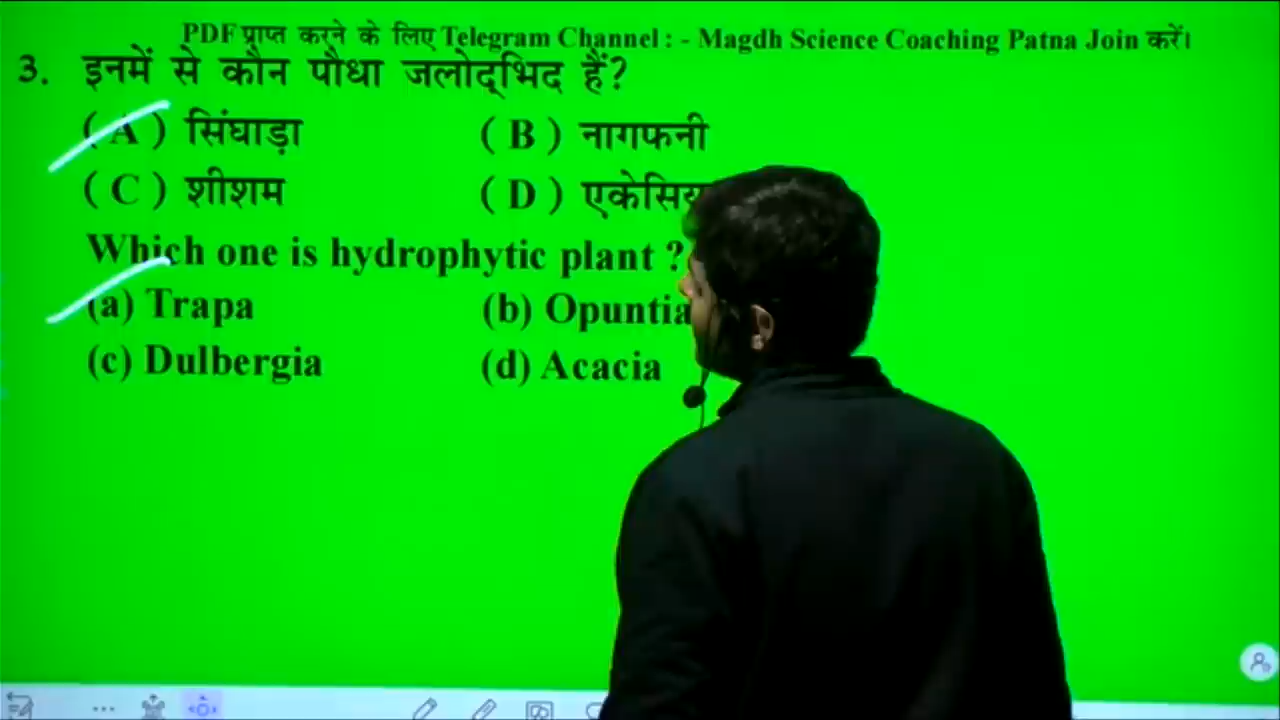 PDF प्राप्त करने के लिए Telegram Channel : - Magdh Science Coaching Patna Join करें।
3. इनमें से कौन पौधा जलोद्भिद हैं?
( A ) सिंघाड़ा ( B ) नागफनी
( C ) शीशम ( D )
Which one is hydrophytic plant ?
(a) Trapa (b) Opuntia
(c) Dulbergia (d) Acacia